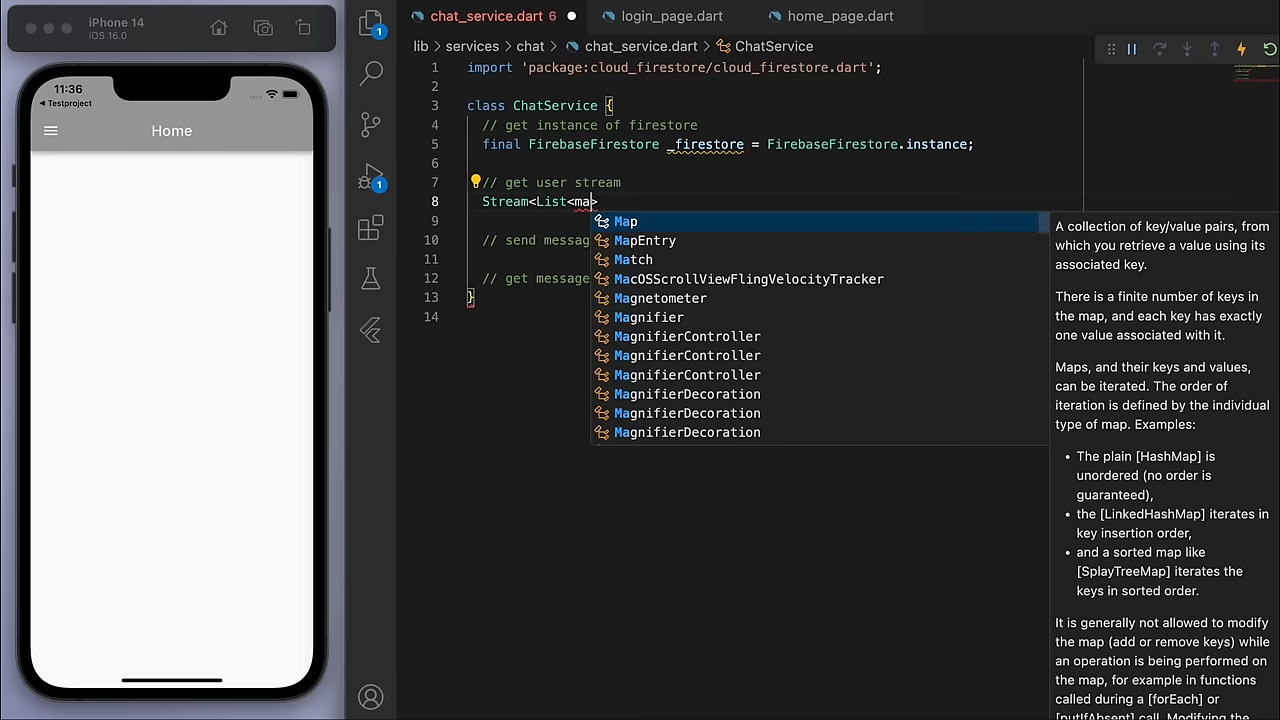 iPhone 14
iOS 16.0
11:36
◀ Testproject
Home
1
1
chat_service.dart 6
login_page.dart
home_page.dart
lib > services > chat > chat_service.dart > ChatService
1 import 'package:cloud_firestore/cloud_firestore.dart';
2
3 class ChatService {
4 // get instance of firestore
5 final FirebaseFirestore _firestore = FirebaseFirestore.instance;
6
7 // get user stream
8 Stream<List<ma>
9
10 // send messag
11
12 // get message
13 }
14
Map
MapEntry
Match
MacOSScrollViewFlingVelocityTracker
Magnetometer
Magnifier
MagnifierController
MagnifierController
MagnifierController
MagnifierDecoration
MagnifierDecoration
MagnifierDecoration
A collection of key/value pairs, from
which you retrieve a value using its
associated key.
There is a finite number of keys in
the map, and each key has exactly
one value associated with it.
Maps, and their keys and values,
can be iterated. The order of
iteration is defined by the individual
type of map. Examples:
• The plain [HashMap] is
unordered (no order is
guaranteed),
• the [LinkedHashMap] iterates in
key insertion order,
• and a sorted map like
[SplayTreeMap] iterates the
keys in sorted order.
It is generally not allowed to modify
the map (add or remove keys) while
an operation is being performed on
the map, for example in functions
called during a [forEach] or
[putIfAbsent] call. Modifying the